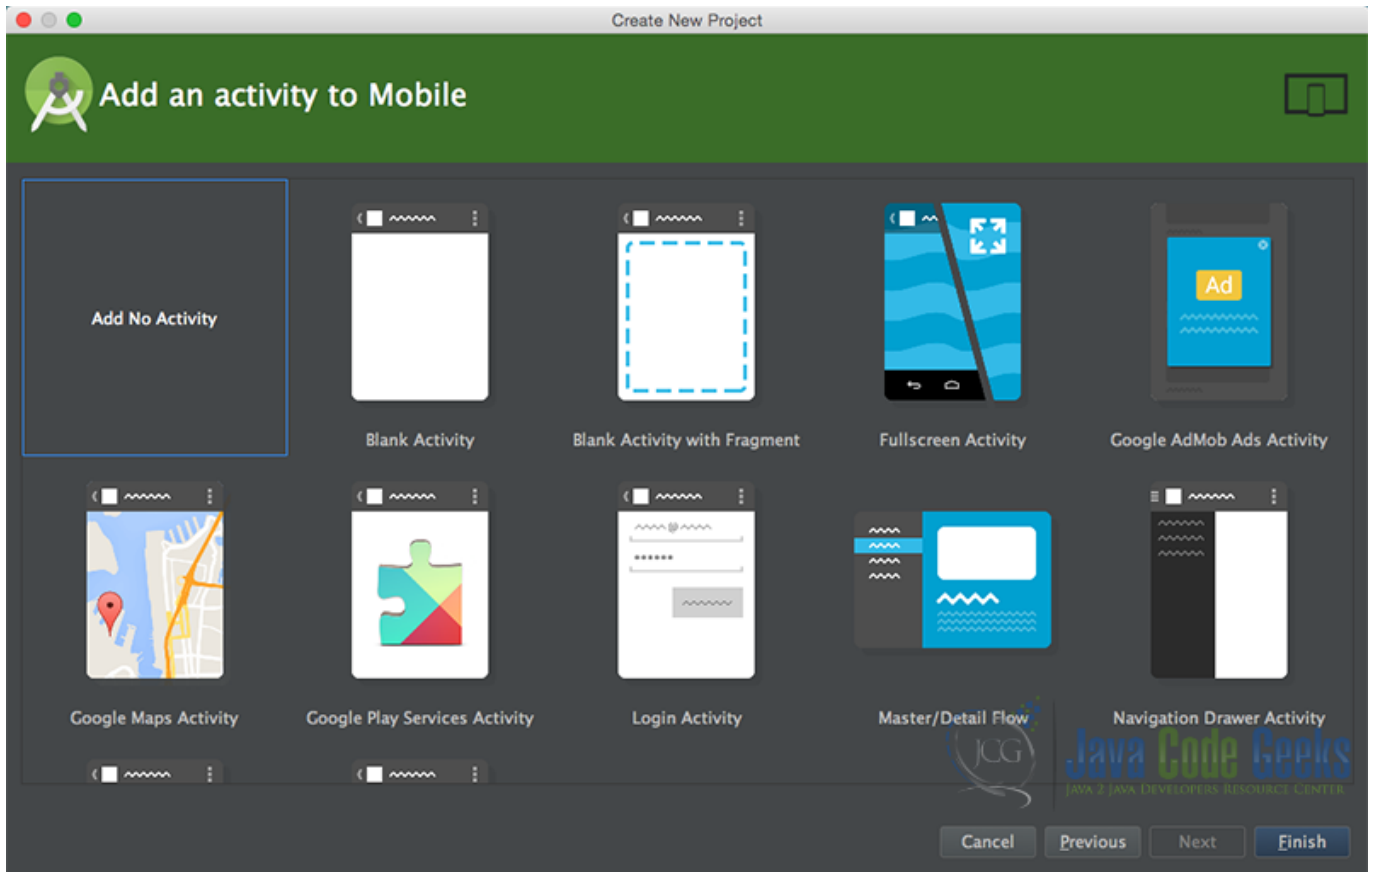 Create New Project
Add an activity to Mobile
Add No Activity
Blank Activity
Blank Activity with Fragment
Fullscreen Activity
Ad
Google AdMob Ads Activity
Google Maps Activity
Google Play Services Activity
Login Activity
Master/Detail Flow
Navigation Drawer Activity
JCG
Java Code Geeks
JAVA 2 JAVA DEVELOPERS RESOURCE CENTER
Cancel
Previous
Next
Finish